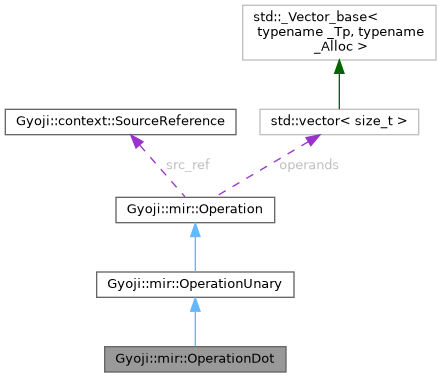 std::_Vector_base<
typename _Tp, typename
_Alloc >
Gyoji::context::SourceReference
std::vector< size_t >
src_ref
operands
Gyoji::mir::Operation
Gyoji::mir::OperationUnary
Gyoji::mir::OperationDot